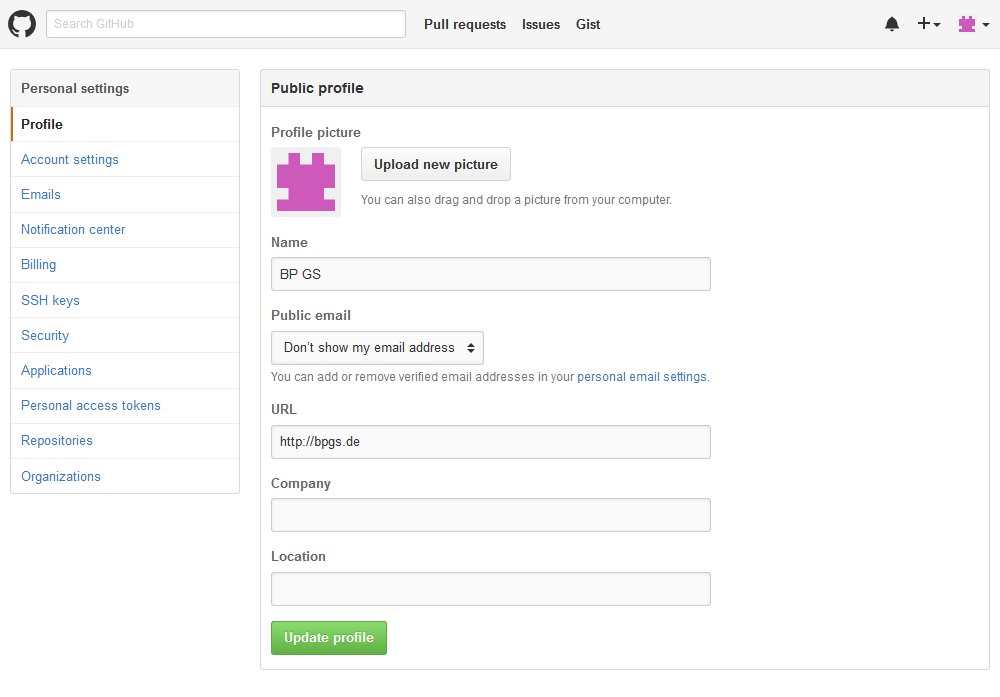 Search GitHub
Pull requests Issues Gist
Personal settings
Profile
Account settings
Emails
Notification center
Billing
SSH keys
Security
Applications
Personal access tokens
Repositories
Organizations
Public profile
Profile picture
Upload new picture
You can also drag and drop a picture from your computer.
Name
BP GS
Public email
Don't show my email address
You can add or remove verified email addresses in your personal email settings.
URL
http://bpgs.de
Company
Location
Update profile